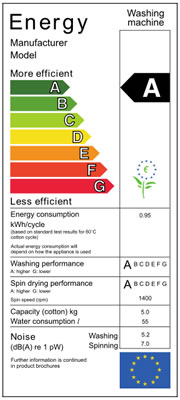 Energy
Washing
machine
Manufacturer
Model
More efficient
A
A
B
C
D
E
F
G
Less efficient
Energy consumption
kWh/cycle
0.95
(based on standard test results for 60°C
cotton cycle)
Actual energy consumption will
depend on how the appliance is used
Washing performance
A: higher G: lower
A B C D E F G
Spin drying performance
A: higher G: lower
A B C D E F G
Spin speed (rpm)
1400
Capacity (cotton) kg
5.0
Water consumption /
55
Noise
Washing
5.2
(dB(A) re 1 pW)
Spinning
7.0
Further information is continued
in product brochures